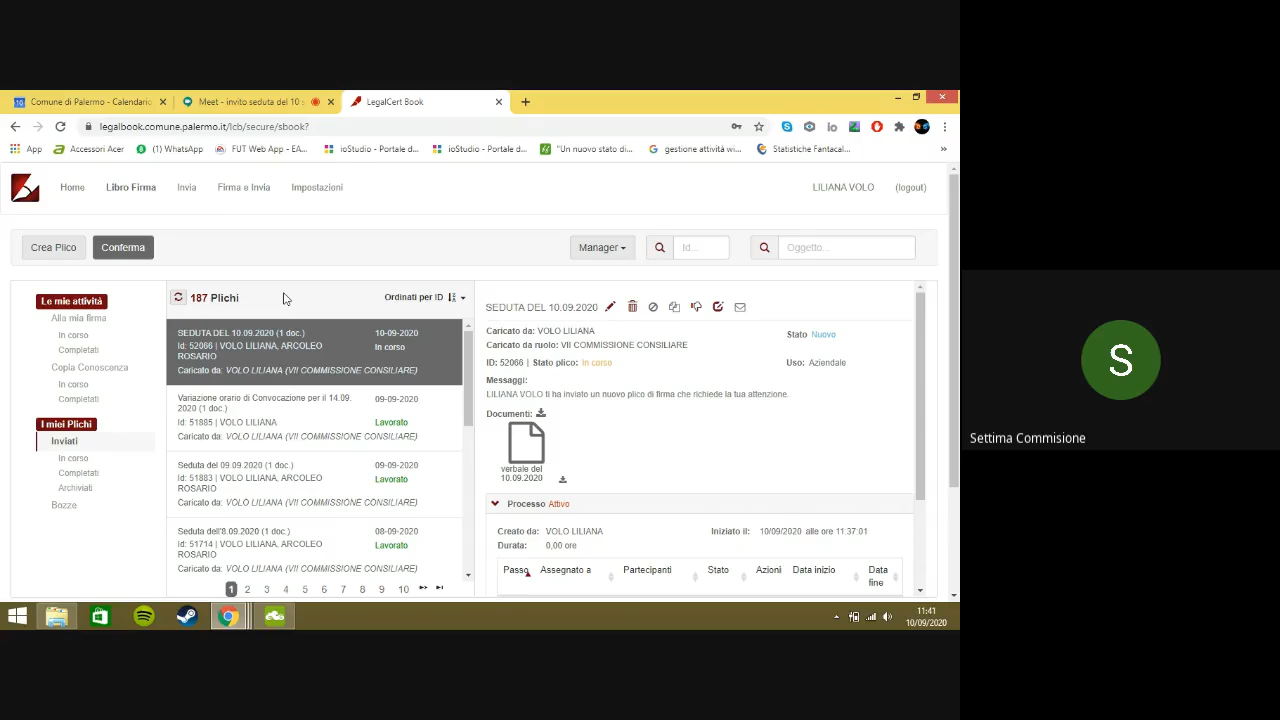 Comune di Palermo - Calendario
Meet - invito seduta del 10 s
LegalCert Book
legalbook.comune.palermo.it/lcb/secure/sbook?
App
Accessori Acer
(1) WhatsApp
FUT Web App - EA...
ioStudio - Portale d...
ioStudio - Portale d...
"Un nuovo stato di...
gestione attività wi...
Statistiche Fantacal...
»
Home
Libro Firma
Invia
Firma e Invia
Impostazioni
LILIANA VOLO
(logout)
Crea Plico
Conferma
Manager
Id...
Oggetto...
Le mie attività
Alla mia firma
In corso
Completati
Copia Conoscenza
In corso
Completati
I miei Plichi
Inviati
In corso
Completati
Archiviati
Bozze
187 Plichi
Ordinati per ID
SEDUTA DEL 10.09.2020 (1 doc.)
10-09-2020
Id: 52066 | VOLO LILIANA, ARCOLEO
In corso
ROSARIO
Caricato da: VOLO LILIANA (VII COMMISSIONE CONSILIARE)
Variazione orario di Convocazione per il 14.09.
09-09-2020
2020 (1 doc.)
Id: 51885 | VOLO LILIANA
Lavorato
Caricato da: VOLO LILIANA (VII COMMISSIONE CONSILIARE)
Seduta del 09.09.2020 (1 doc.)
09-09-2020
Id: 51883 | VOLO LILIANA, ARCOLEO
Lavorato
ROSARIO
Caricato da: VOLO LILIANA (VII COMMISSIONE CONSILIARE)
Seduta dell'8.09.2020 (1 doc.)
08-09-2020
Id: 51714 | VOLO LILIANA, ARCOLEO
Lavorato
ROSARIO
Caricato da: VOLO LILIANA (VII COMMISSIONE CONSILIARE)
1 2 3 4 5 6 7 8 9 10
SEDUTA DEL 10.09.2020
Caricato da: VOLO LILIANA
Stato Nuovo
Caricato da ruolo: VII COMMISSIONE CONSILIARE
ID: 52066 | Stato plico: In corso
Uso: Aziendale
Messaggi:
LILIANA VOLO ti ha inviato un nuovo plico di firma che richiede la tua attenzione.
Documenti:
verbale del
10.09.2020
Processo Attivo
Creato da: VOLO LILIANA
Iniziato il: 10/09/2020 alle ore 11:37:01
Durata: 0,00 ore
Passo
Assegnato a
Partecipanti
Stato
Azioni
Data inizio
Data
fine
11:41
10/09/2020
S
Settima Commisione